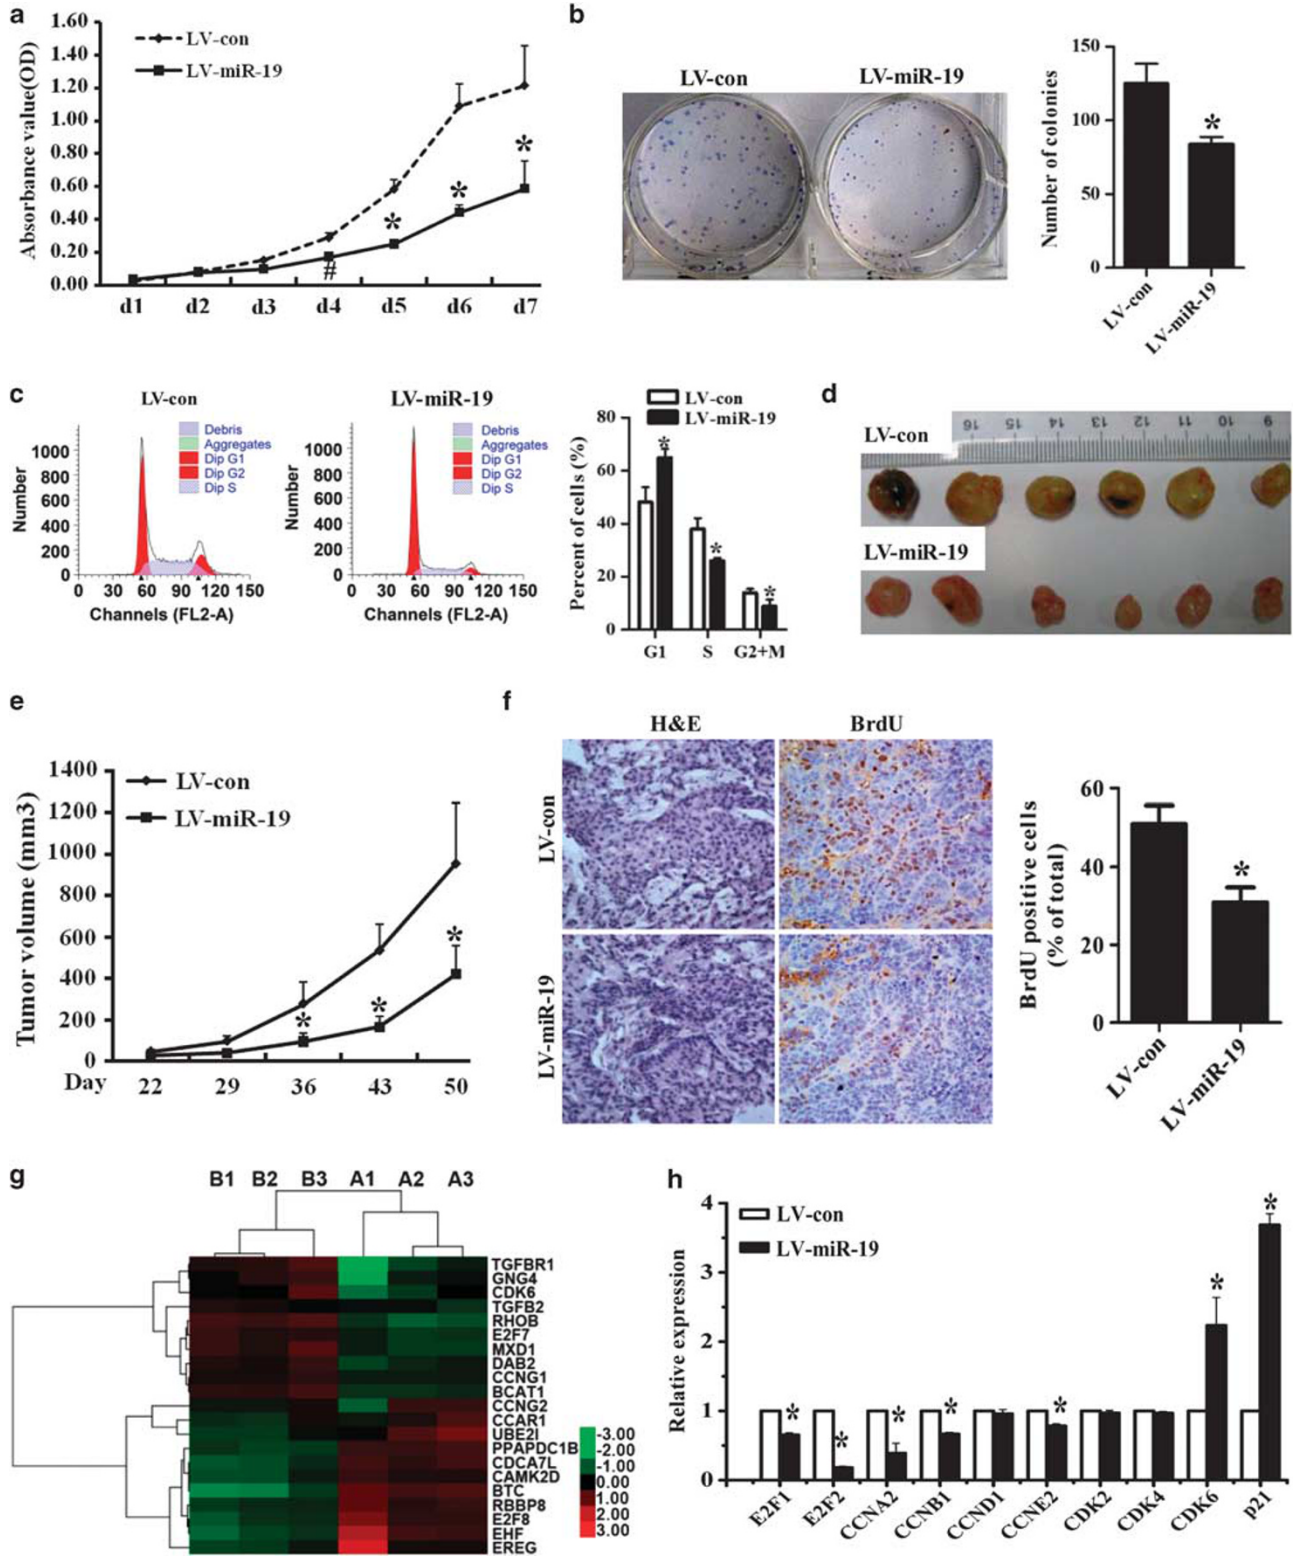 a
1.60
1.40
1.20
1.00
0.80
0.60
0.40
0.20
0.00
Absorbance value(OD)
LV-con
LV-miR-19
*
*
*
#
d1 d2 d3 d4 d5 d6 d7
b
LV-con LV-miR-19
150
100
50
0
Number of colonies
*
LV-con
LV-miR-19
c
LV-con
1000
800
600
400
200
0
Number
Debris
Aggregates
Dip G1
Dip G2
Dip S
0 30 60 90 120 150
Channels (FL2-A)
LV-miR-19
1000
800
600
400
200
0
Number
Debris
Aggregates
Dip G1
Dip G2
Dip S
0 30 60 90 120 150
Channels (FL2-A)
LV-con
LV-miR-19
80
60
40
20
0
Percent of cells (%)
*
*
*
G1 S G2+M
d
LV-con
16 15 14 13 12 11 10 9
LV-miR-19
e
1400
1200
1000
800
600
400
200
0
Tumor volume (mm3)
LV-con
LV-miR-19
*
*
*
Day 22 29 36 43 50
f
H&E BrdU
LV-con
LV-miR-19
60
40
20
0
BrdU positive cells
(% of total)
*
LV-con
LV-miR-19
g
B1 B2 B3 A1 A2 A3
TGFBR1
GNG4
CDK6
TGFB2
RHOB
E2F7
MXD1
DAB2
CCNG1
BCAT1
CCNG2
CCAR1
UBE2I
PPAPDC1B
CDCA7L
CAMK2D
BTC
RBBP8
E2F8
EHF
EREG
-3.00
-2.00
-1.00
0.00
1.00
2.00
3.00
h
4
3
2
1
0
Relative expression
LV-con
LV-miR-19
* * * * * * *
E2F1 E2F2 CCNA2 CCNB1 CCND1 CCNE2 CDK2 CDK4 CDK6 p21